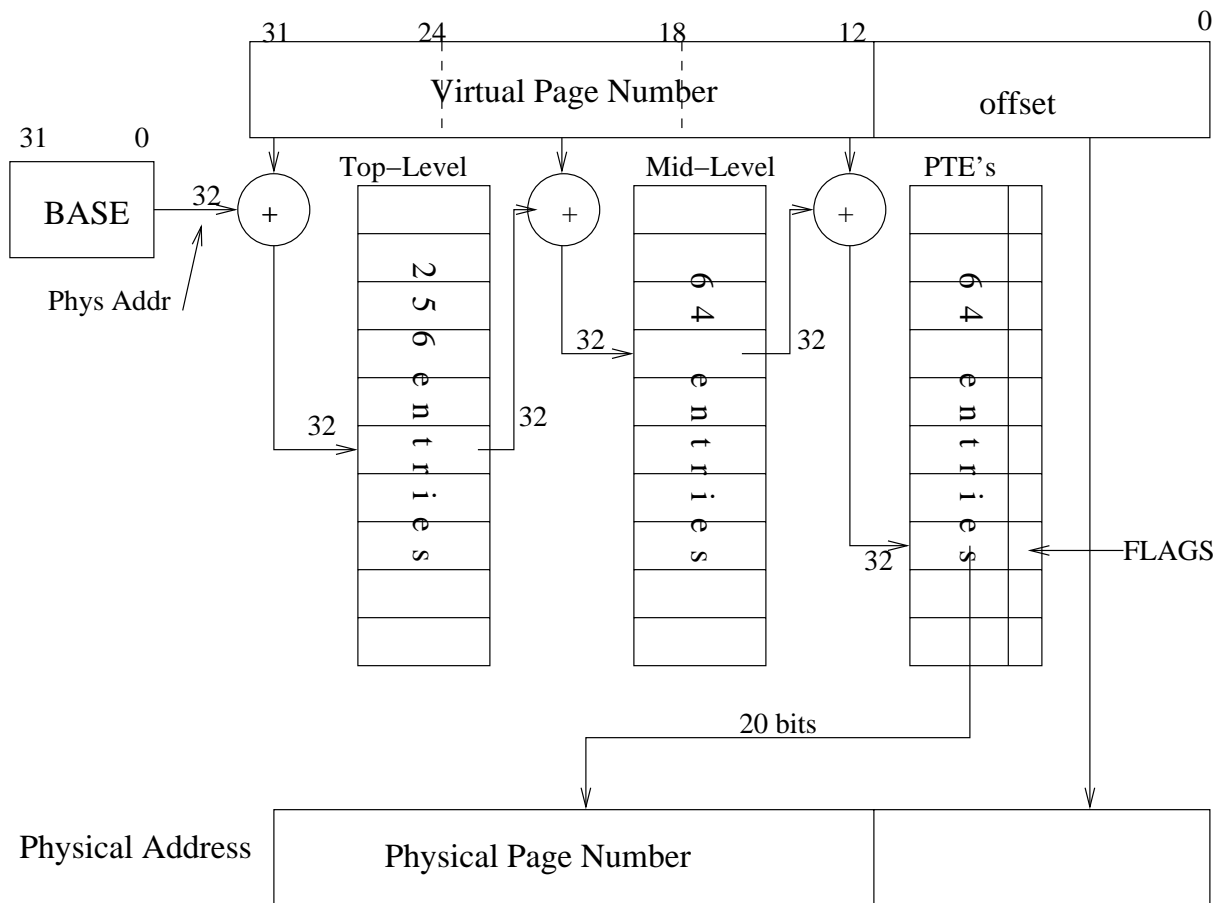 31 24 18 12 0
Virtual Page Number
offset
31 0
BASE
32
Phys Addr
+
+
+
Top−Level
Mid−Level
PTE's
256 entries
64 entries
64 entries
32
32
32
32
32
FLAGS
20 bits
Physical Address
Physical Page Number